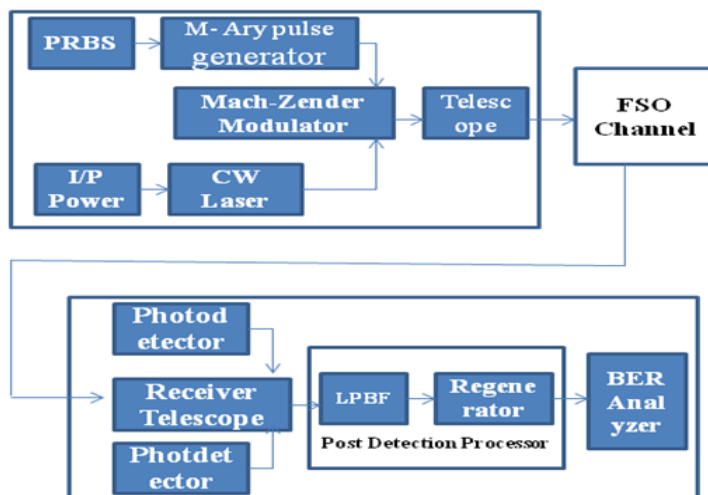 PRBS
M- Ary pulse
generator
Mach-Zender
Modulator
Telesc
ope
FSO
Channel
I/P
Power
CW
Laser
Photod
etector
Receiver
Telescope
Photdet
ector
LPBF
Regene
rator
Post Detection Processor
BER
Anal
yzer